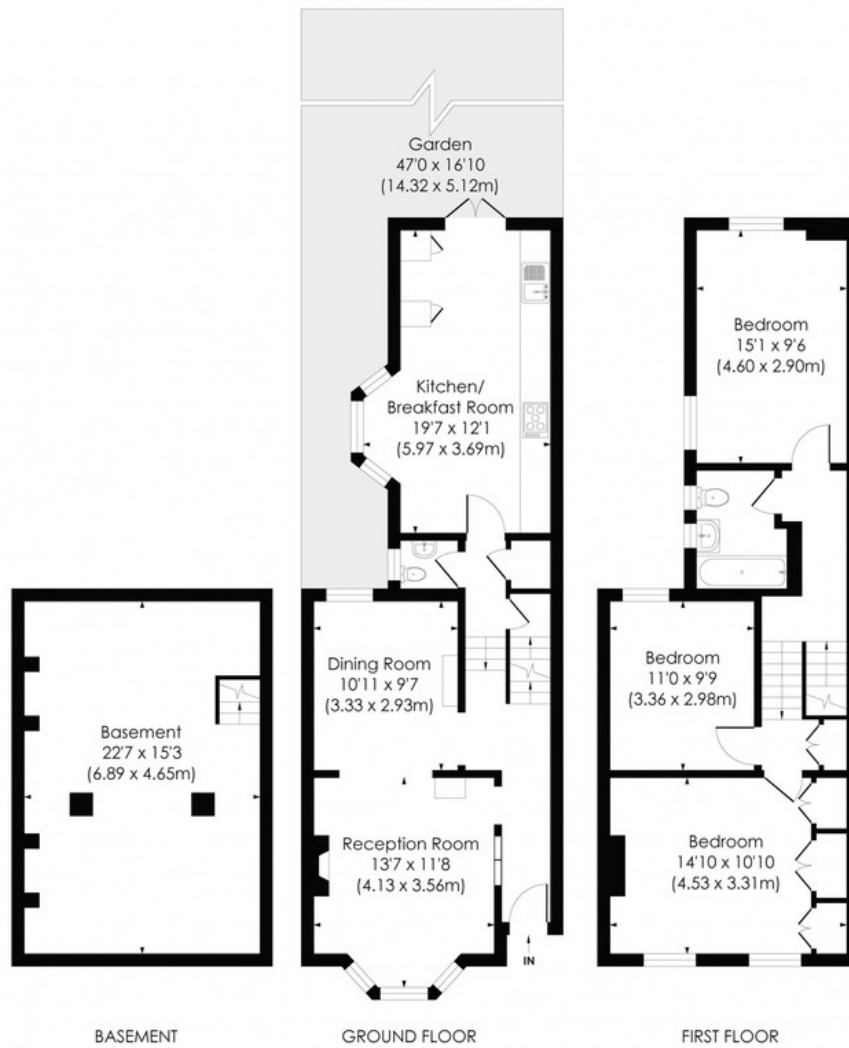 Garden
47'0 x 16'10
(14.32 x 5.12m)
Kitchen/
Breakfast Room
19'7 x 12'1
(5.97 x 3.69m)
Bedroom
15'1 x 9'6
(4.60 x 2.90m)
Basement
22'7 x 15'3
(6.89 x 4.65m)
Dining Room
10'11 x 9'7
(3.33 x 2.93m)
Bedroom
11'0 x 9'9
(3.36 x 2.98m)
Reception Room
13'7 x 11'8
(4.13 x 3.56m)
Bedroom
14'10 x 10'10
(4.53 x 3.31m)
IN
BASEMENT
GROUND FLOOR
FIRST FLOOR